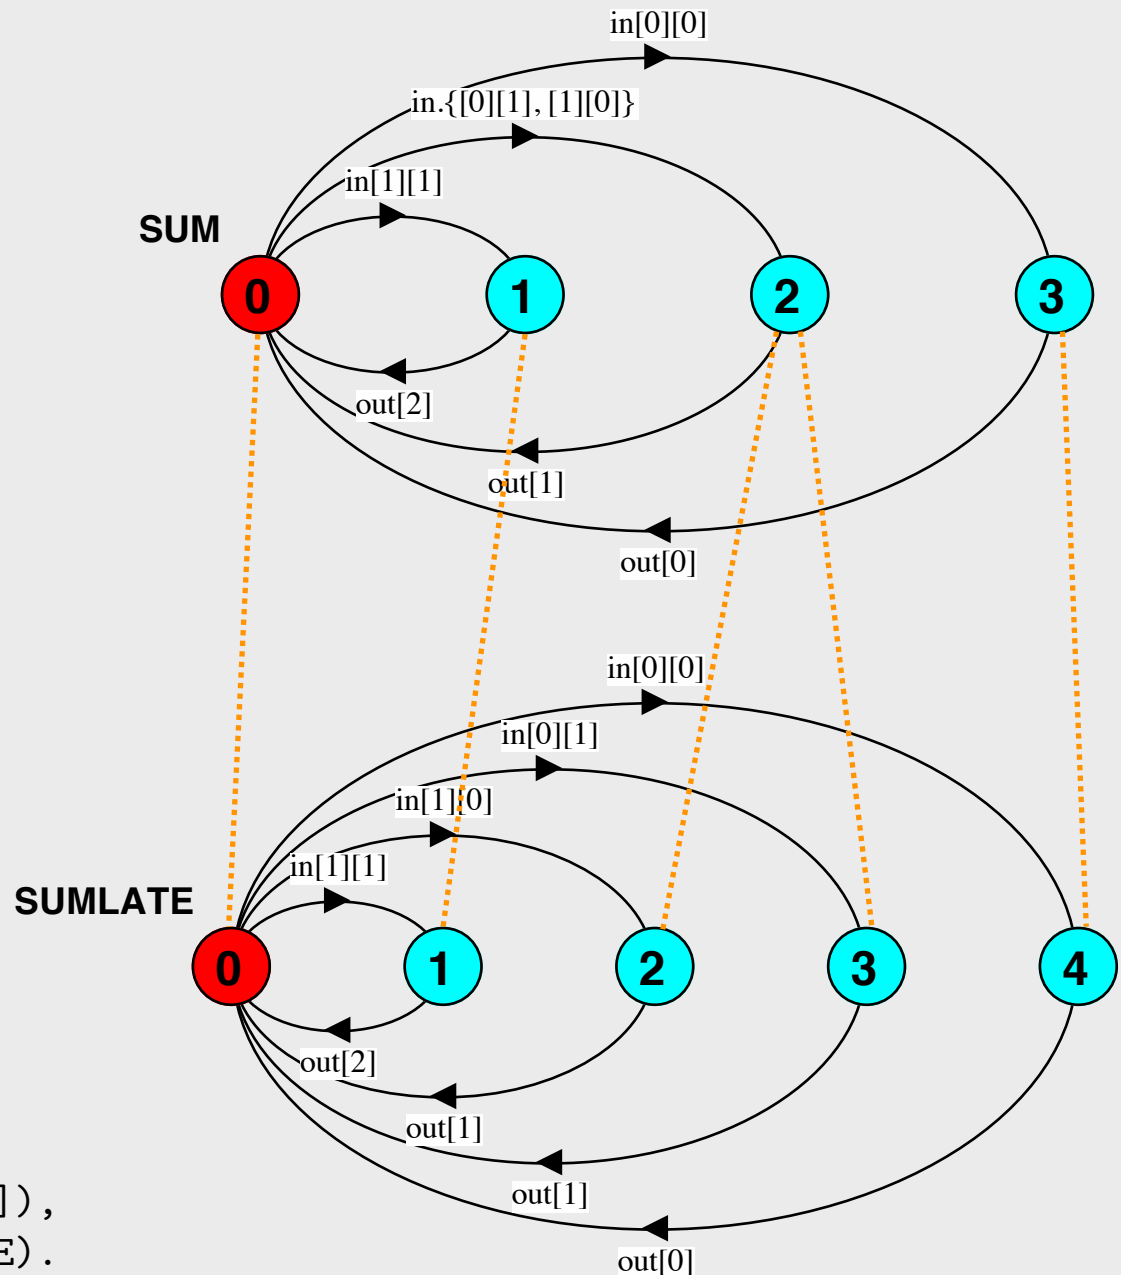 in[0][0]
in.{[0][1], [1][0]}
in[1][1]
SUM
0 1 2 3
out[2]
out[1]
out[0]
in[0][0]
in[0][1]
in[1][0]
in[1][1]
SUMLATE
0 1 2 3 4
out[2]
out[1]
out[1]
]),
out[0]
E).